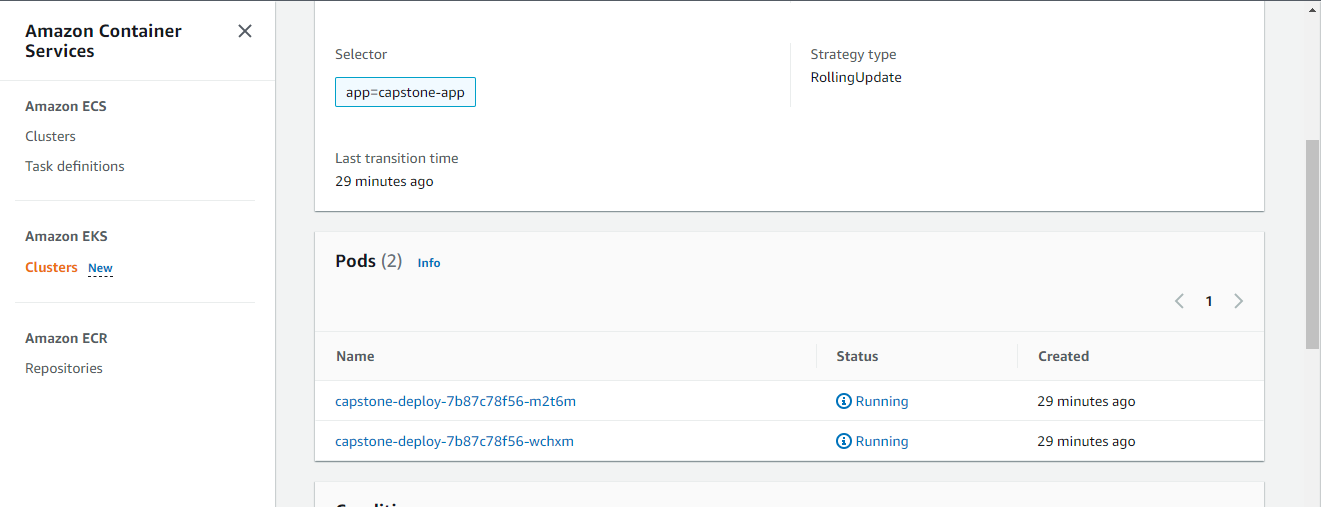 Amazon Container
Services
Amazon ECS
Clusters
Task definitions
Amazon EKS
Clusters New
Amazon ECR
Repositories
Selector
app=capstone-app
Strategy type
RollingUpdate
Last transition time
29 minutes ago
Pods (2) Info
1
Name Status Created
capstone-deploy-7b87c78f56-m2t6m Running 29 minutes ago
capstone-deploy-7b87c78f56-wchxm Running 29 minutes ago